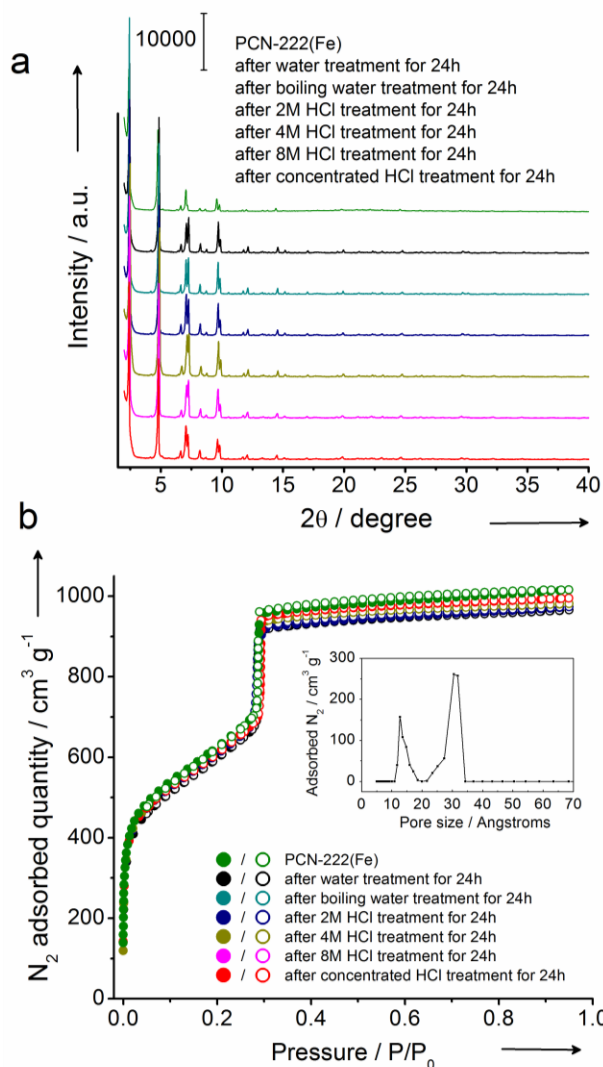 a
10000
PCN-222(Fe)
after water treatment for 24h
after boiling water treatment for 24h
after 2M HCl treatment for 24h
after 4M HCl treatment for 24h
after 8M HCl treatment for 24h
after concentrated HCl treatment for 24h
Intensity / a.u.
5 10 15 20 25 30 35 40
2θ / degree
b
N₂ adsorbed quantity / cm³ g⁻¹
1000
800
600
400
200
0
300
200
100
0
Adsorbed N₂ / cm³ g⁻¹
0 10 20 30 40 50 60 70
Pore size / Angstroms
● / ○ PCN-222(Fe)
● / ○ after water treatment for 24h
● / ○ after boiling water treatment for 24h
● / ○ after 2M HCl treatment for 24h
● / ○ after 4M HCl treatment for 24h
● / ○ after 8M HCl treatment for 24h
● / ○ after concentrated HCl treatment for 24h
0.0 0.2 0.4 0.6 0.8 1.0
Pressure / P/P₀